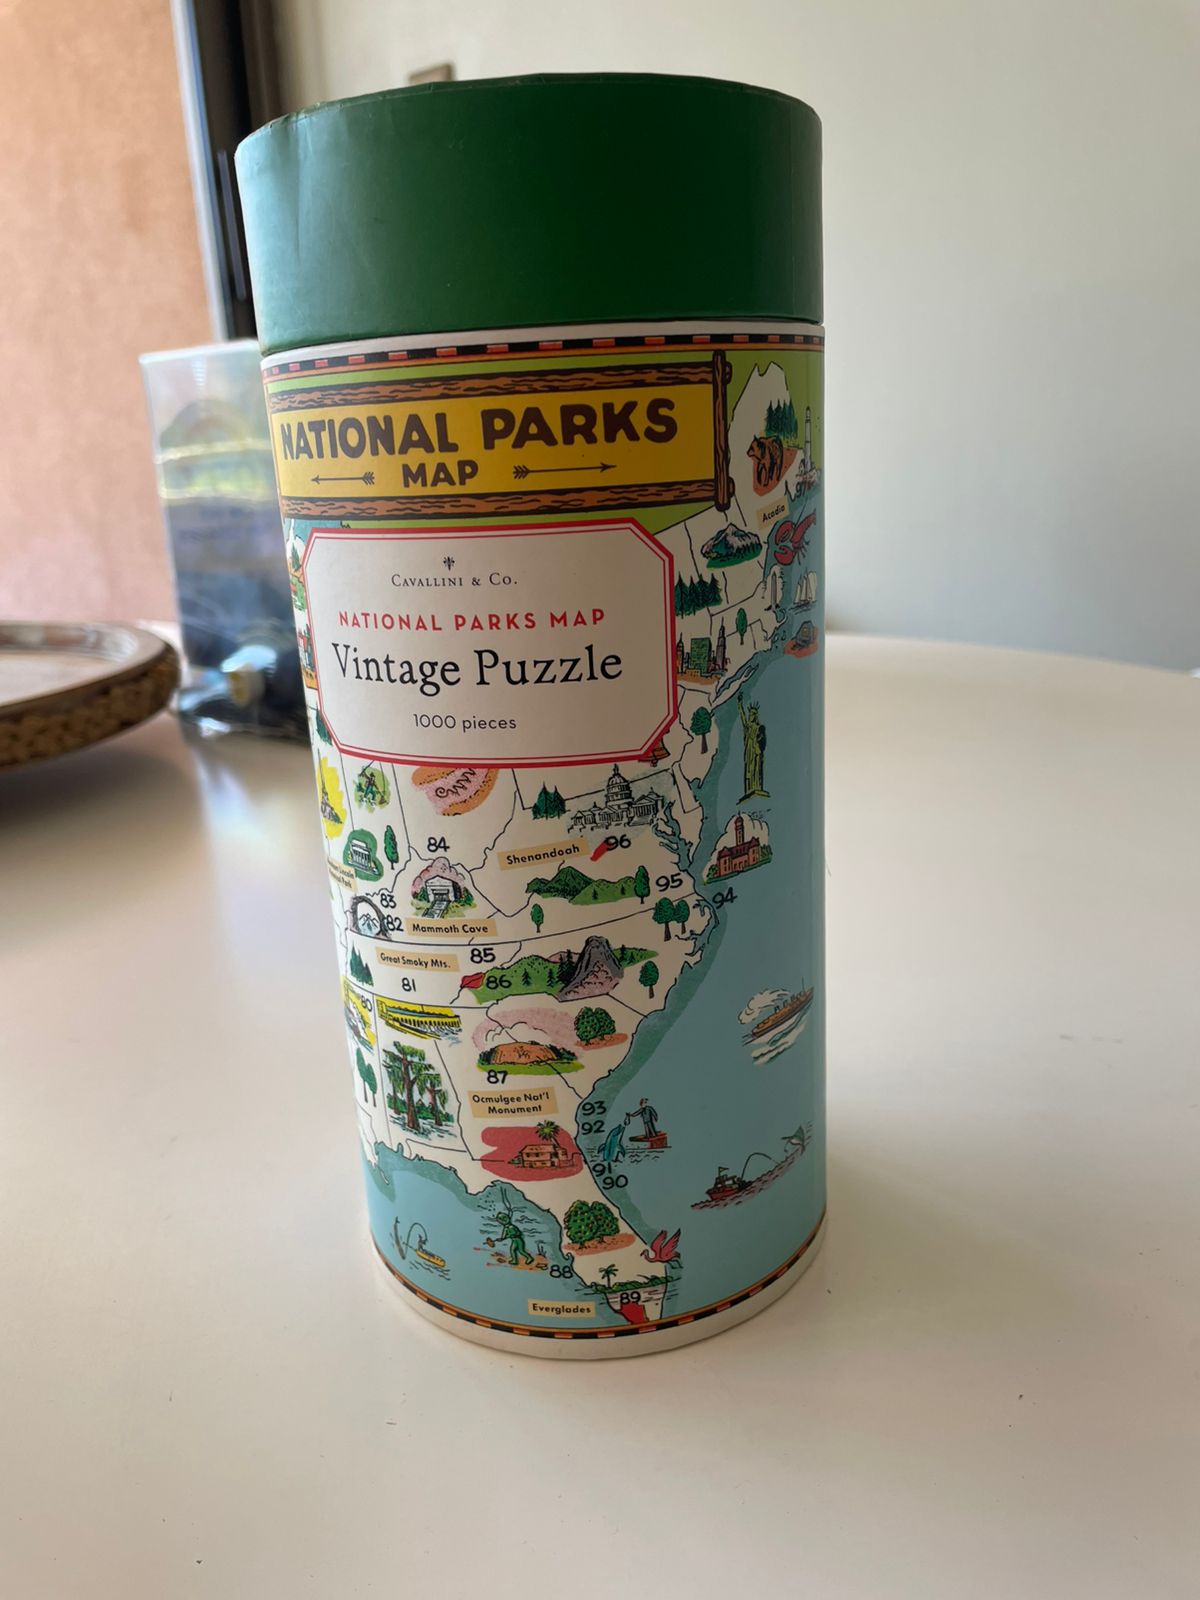 NATIONAL PARKS
MAP
Acadia
CAVALLINI & CO.
NATIONAL PARKS MAP
Vintage Puzzle
1000 pieces
84
Shenandoah
96
Lincoln
95
94
83
82
Mammoth Cave
Great Smoky Mts.
85
81
86
80
87
Ocmulgee Nat'l
Monument
93
92
91
90
88
89
Everglades